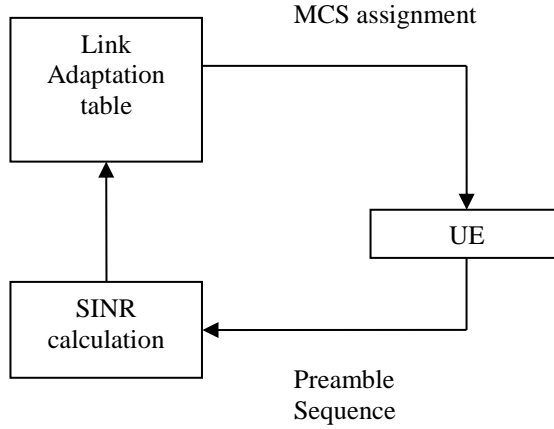 MCS assignment
Link
Adaptation
table
UE
SINR
calculation
Preamble
Sequence